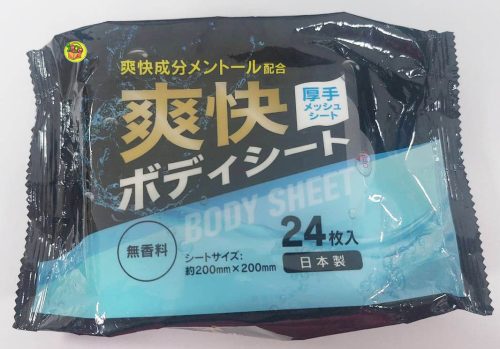 爽快成分メントール配合
爽快
厚手
メッシュ
シート
ボディシート
BODY SHEET
無香料
シートサイズ:
約200mm×200mm
24枚入
日本製